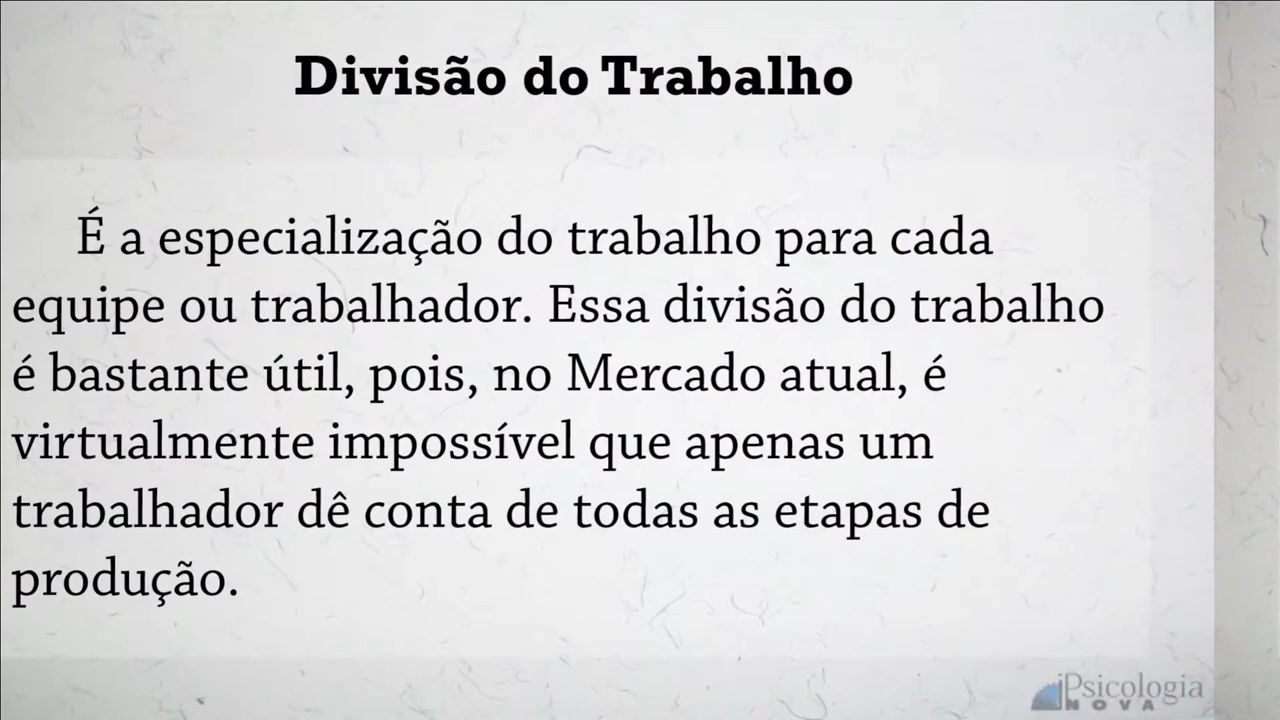 Divisão do Trabalho
É a especialização do trabalho para cada
equipe ou trabalhador. Essa divisão do trabalho
é bastante útil, pois, no Mercado atual, é
virtualmente impossível que apenas um
trabalhador dê conta de todas as etapas de
produção.
Psicologia
NOVA